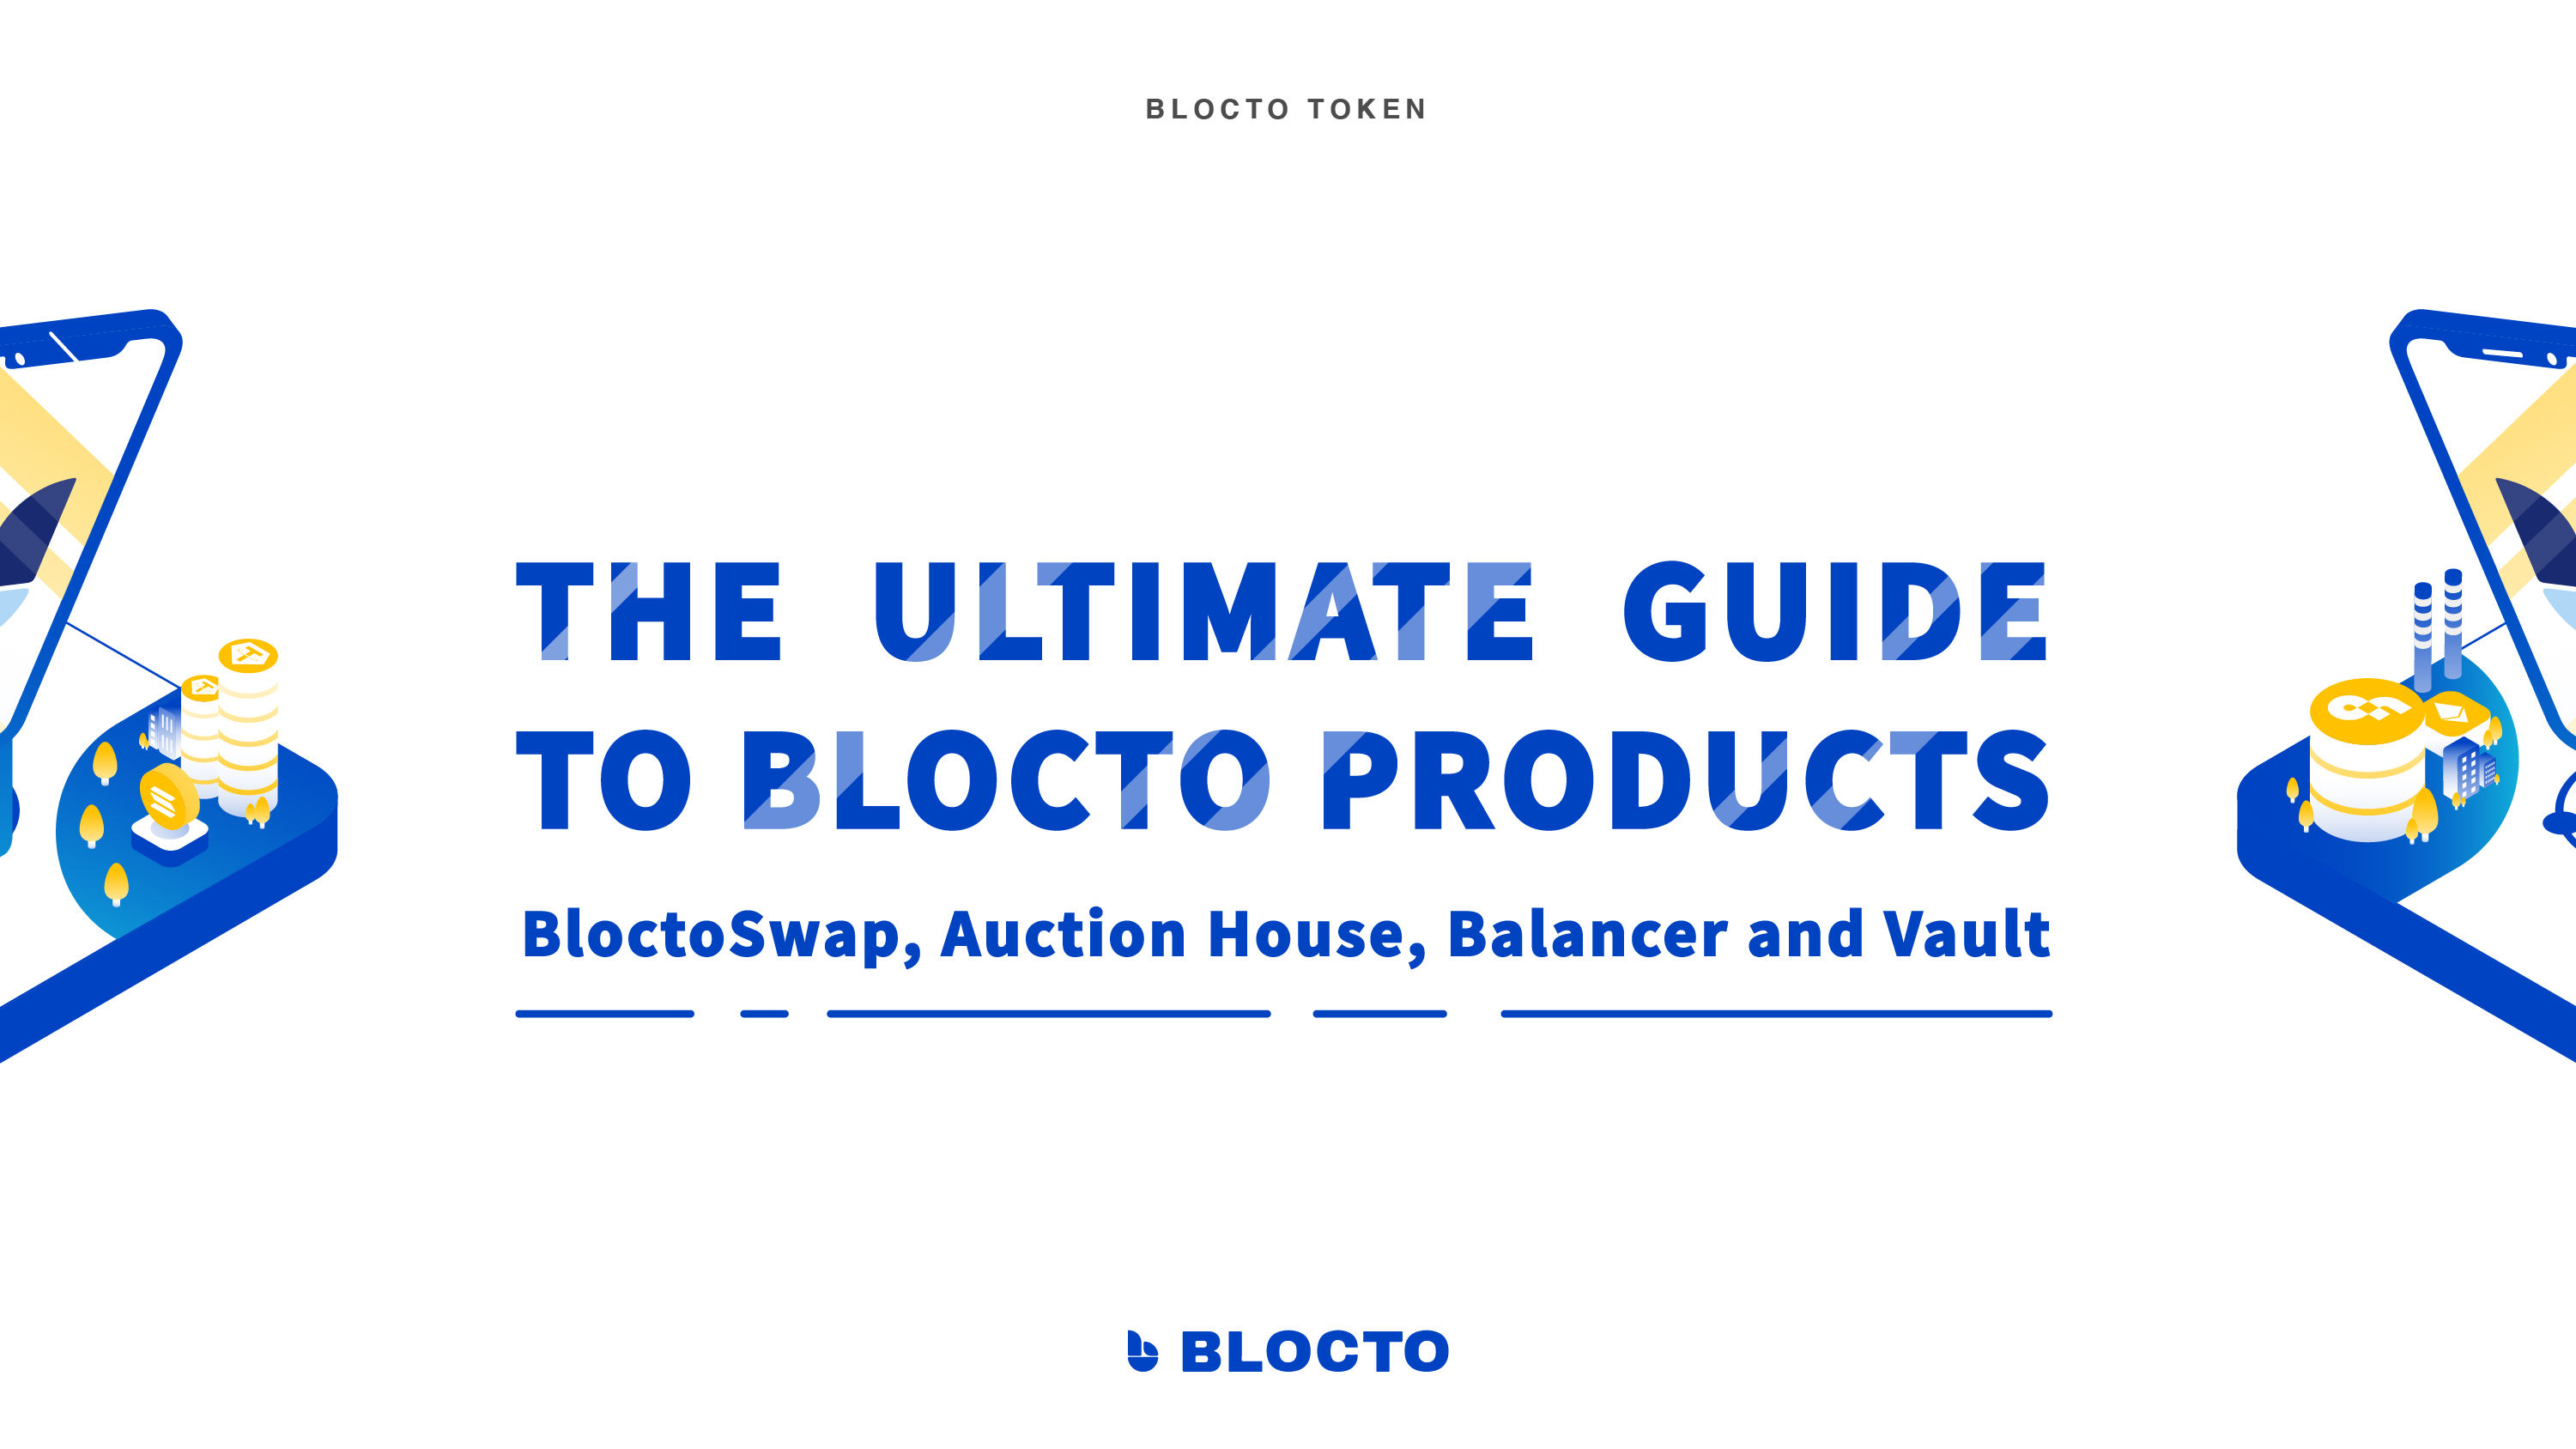 BLOCTO TOKEN
THE ULTIMATE GUIDE
TO BLOCTO PRODUCTS
BloctoSwap, Auction House, Balancer and Vault
BLOCTO